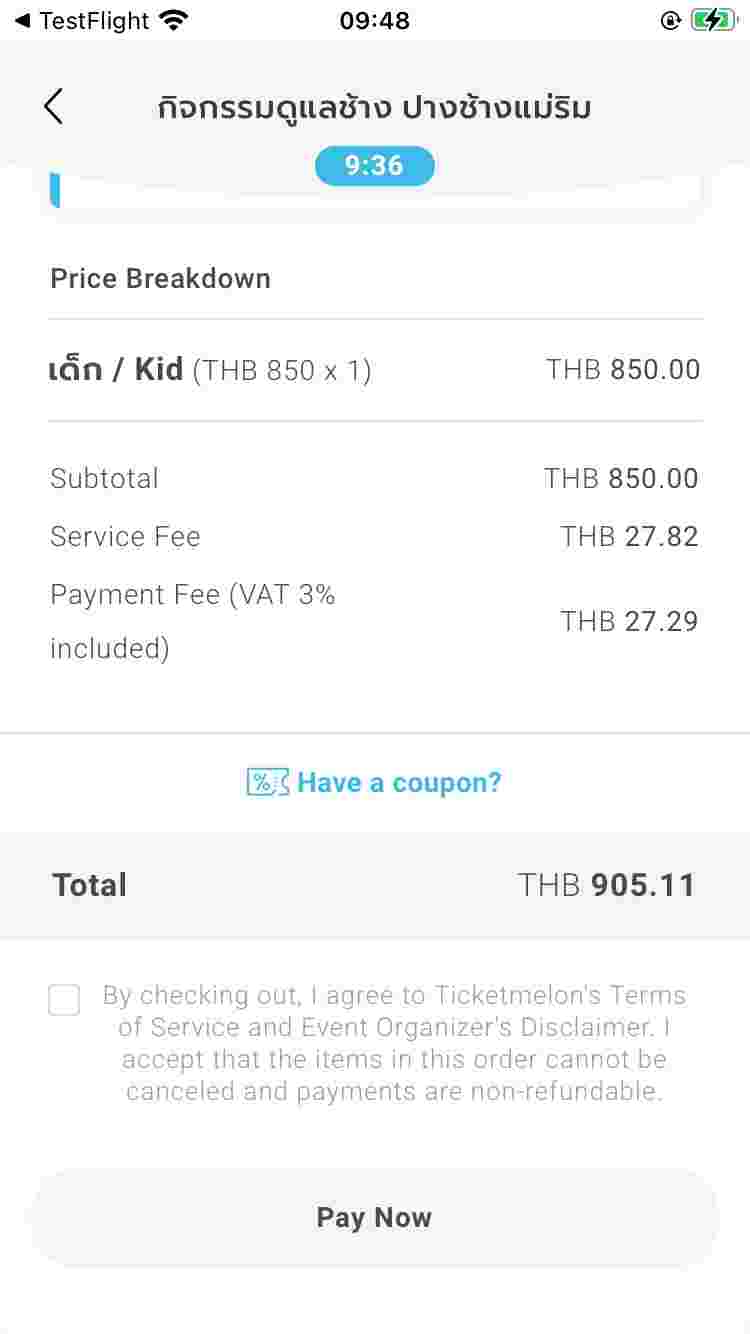 ◀ TestFlight 09:48
กิจกรรมดูแลช้าง ปางช้างแม่ริม
9:36
Price Breakdown
เด็ก / Kid (THB 850 x 1) THB 850.00
Subtotal THB 850.00
Service Fee THB 27.82
Payment Fee (VAT 3%
included) THB 27.29
Have a coupon?
Total THB 905.11
By checking out, I agree to Ticketmelon's Terms
of Service and Event Organizer's Disclaimer. I
accept that the items in this order cannot be
canceled and payments are non-refundable.
Pay Now